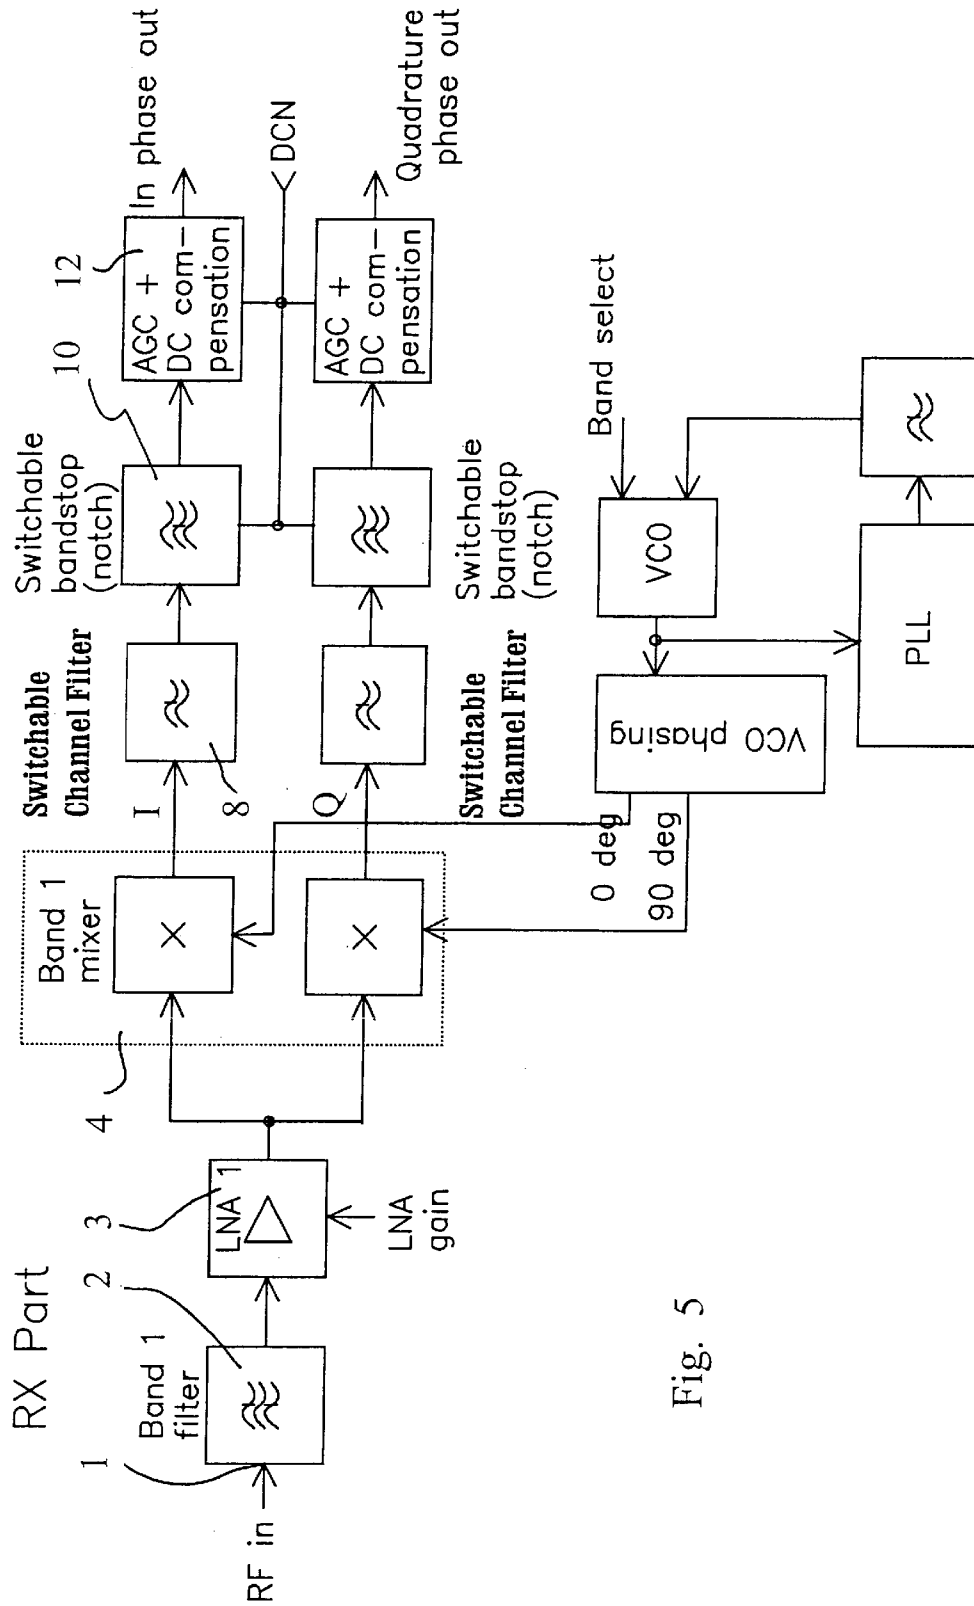 RX Part
RF in
1
Band 1
filter
2
3
LNA 1
LNA
gain
4
Band 1
mixer
×
×
I
Q
8
Switchable
Channel Filter
Switchable
Channel Filter
Switchable
bandstop
(notch)
10
Switchable
bandstop
(notch)
12
AGC +
DC com-
pensation
AGC +
DC com-
pensation
In phase out
DCN
Quadrature
phase out
0 deg
90 deg
VCO phasing
VCO
Band select
PLL
Fig. 5